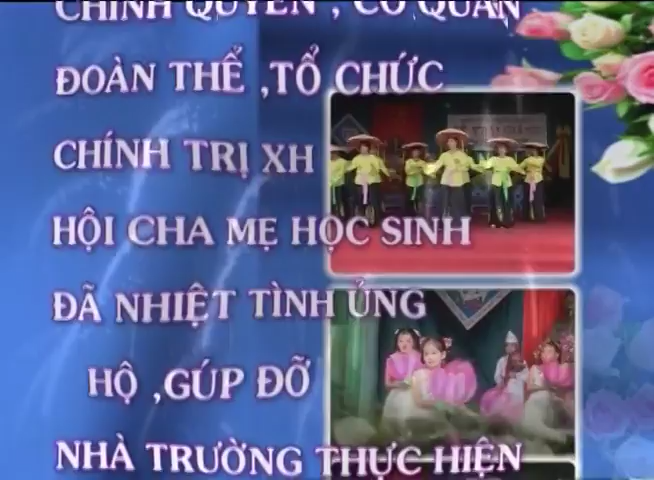 CHÍNH QUYỀN , CƠ QUAN
ĐOÀN THỂ ,TỔ CHỨC
CHÍNH TRỊ XH
HỘI CHA MẸ HỌC SINH
ĐÃ NHIỆT TÌNH ỦNG
HỘ ,GÚP ĐỠ
NHÀ TRƯỜNG THỰC HIỆN